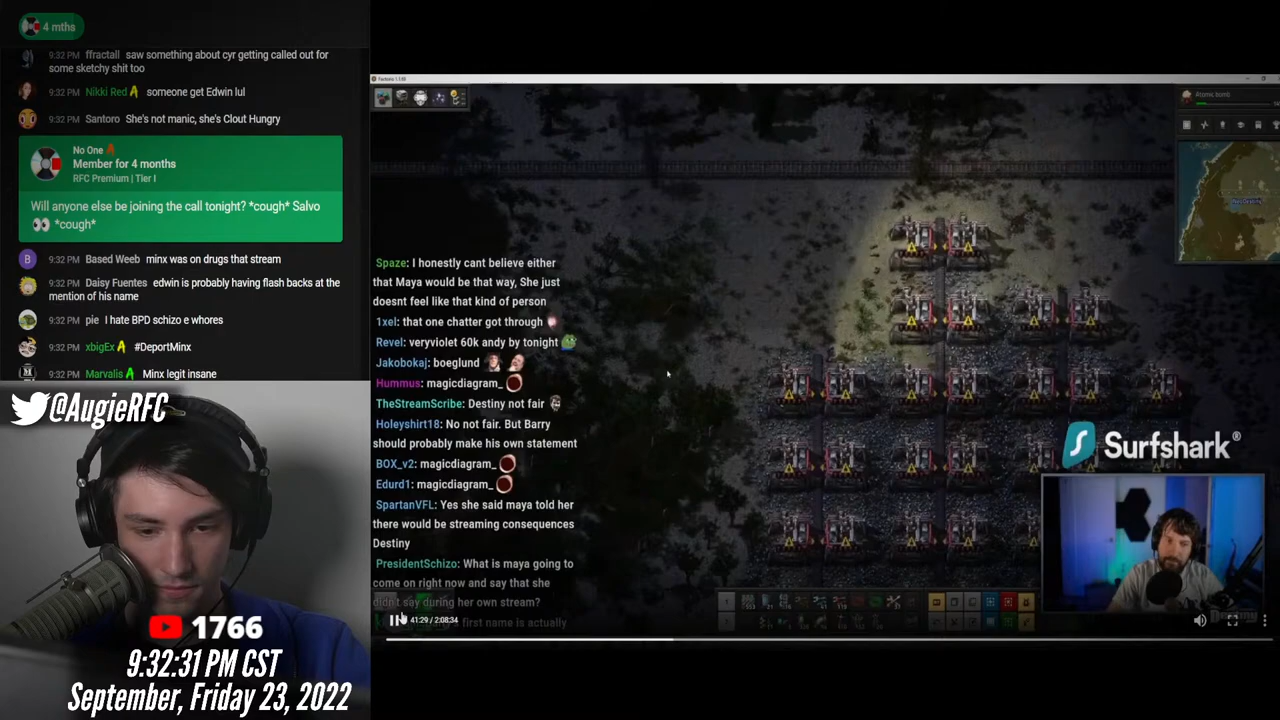 4 mths
9:32 PM ffractall saw something about cyr getting called out for
some sketchy shit too
9:32 PM Nikki Red someone get Edwin lul
9:32 PM Santoro She's not manic, she's Clout Hungry
No One
Member for 4 months
RFC Premium | Tier I
Will anyone else be joining the call tonight? *cough* Salvo
*cough*
B 9:32 PM Based Weeb minx was on drugs that stream
9:32 PM Daisy Fuentes edwin is probably having flash backs at the
mention of his name
9:32 PM pie I hate BPD schizo e whores
9:32 PM xbigEx #DeportMinx
9:32 PM Marvalis Minx legit insane
@AugieRFC
1766
9:32:31 PM CST
September, Friday 23, 2022
Atomic bomb
Spaze: I honestly cant believe either
that Maya would be that way, She just
doesnt feel like that kind of person
1xel: that one chatter got through
Revel: veryviolet 60k andy by tonight
Jakobokaj: boeglund
Hummus: magicdiagram_
TheStreamScribe: Destiny not fair
Holeyshirt18: No not fair. But Barry
should probably make his own statement
BOX_v2: magicdiagram_
Edurd1: magicdiagram_
SpartanVFL: Yes she said maya told her
there would be streaming consequences
Destiny
PresidentSchizo: What is maya going to
come on right now and say that she
didn't say during her own stream?
's first name is actually
41:29 / 2:08:34
Surfshark®